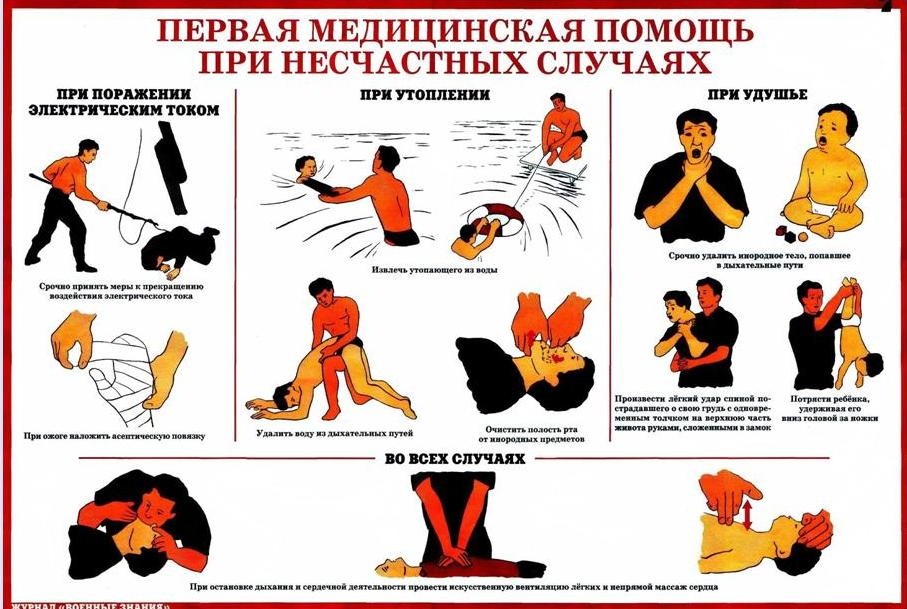 ПЕРВАЯ МЕДИЦИНСКАЯ ПОМОЩЬ
ПРИ НЕСЧАСТНЫХ СЛУЧАЯХ
ПРИ ПОРАЖЕНИИ
ЭЛЕКТРИЧЕСКИМ ТОКОМ
Срочно принять меры к прекращению
воздействия электрического тока
При ожоге наложить асептическую повязку
ПРИ УТОПЛЕНИИ
Извлечь утопающего из воды
Удалить воду из дыхательных путей
Очистить полость рта
от инородных предметов
ПРИ УДУШЬЕ
Срочно удалить инородное тело, попавшее
в дыхательные пути
Произвести лёгкий удар спиной по-
страдавшего о свою грудь с одновре-
менным толчком на верхнюю часть
живота руками, сложенными в замок
Потрясти ребёнка,
удерживая его
вниз головой за ножки
ВО ВСЕХ СЛУЧАЯХ
При остановке дыхания и сердечной деятельности провести искусственную вентиляцию лёгких и непрямой массаж сердца
ЖУРНАЛ «ВОЕННЫЕ ЗНАНИЯ»